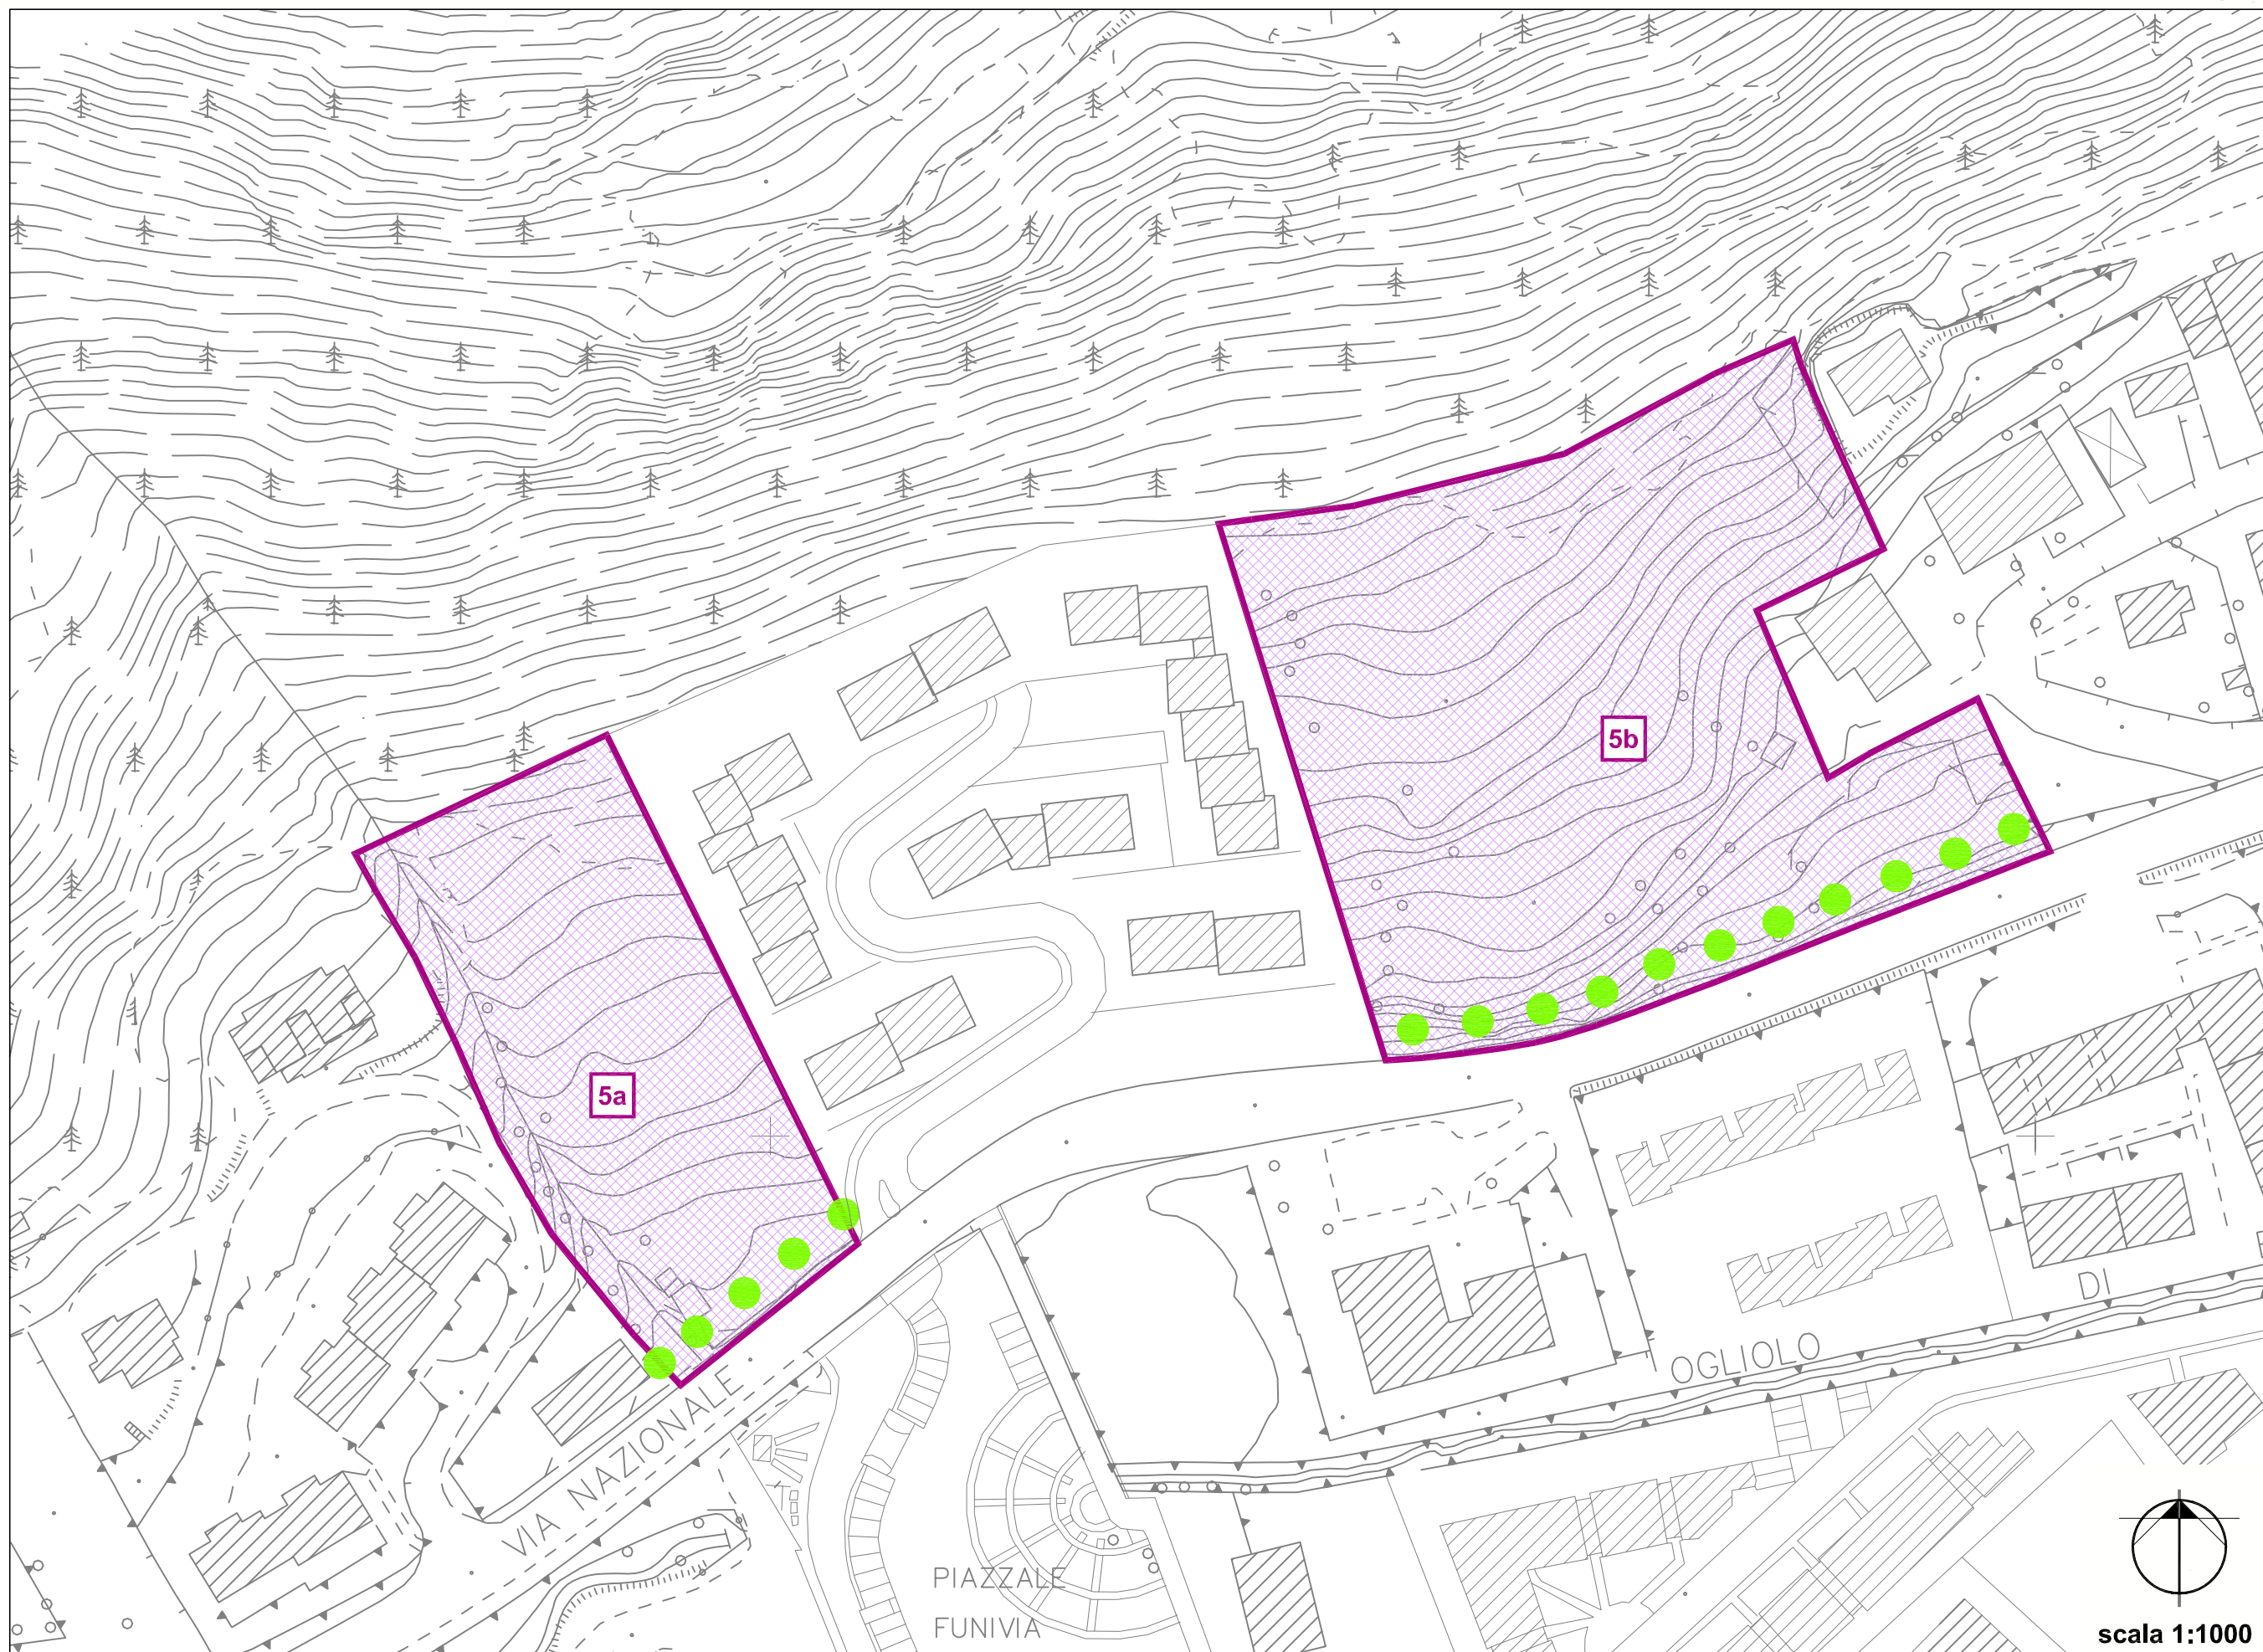 5b
5a
DI
OGLIOLO
VIA NAZIONALE
PIAZZALE
FUNIVIA
scala 1:1000